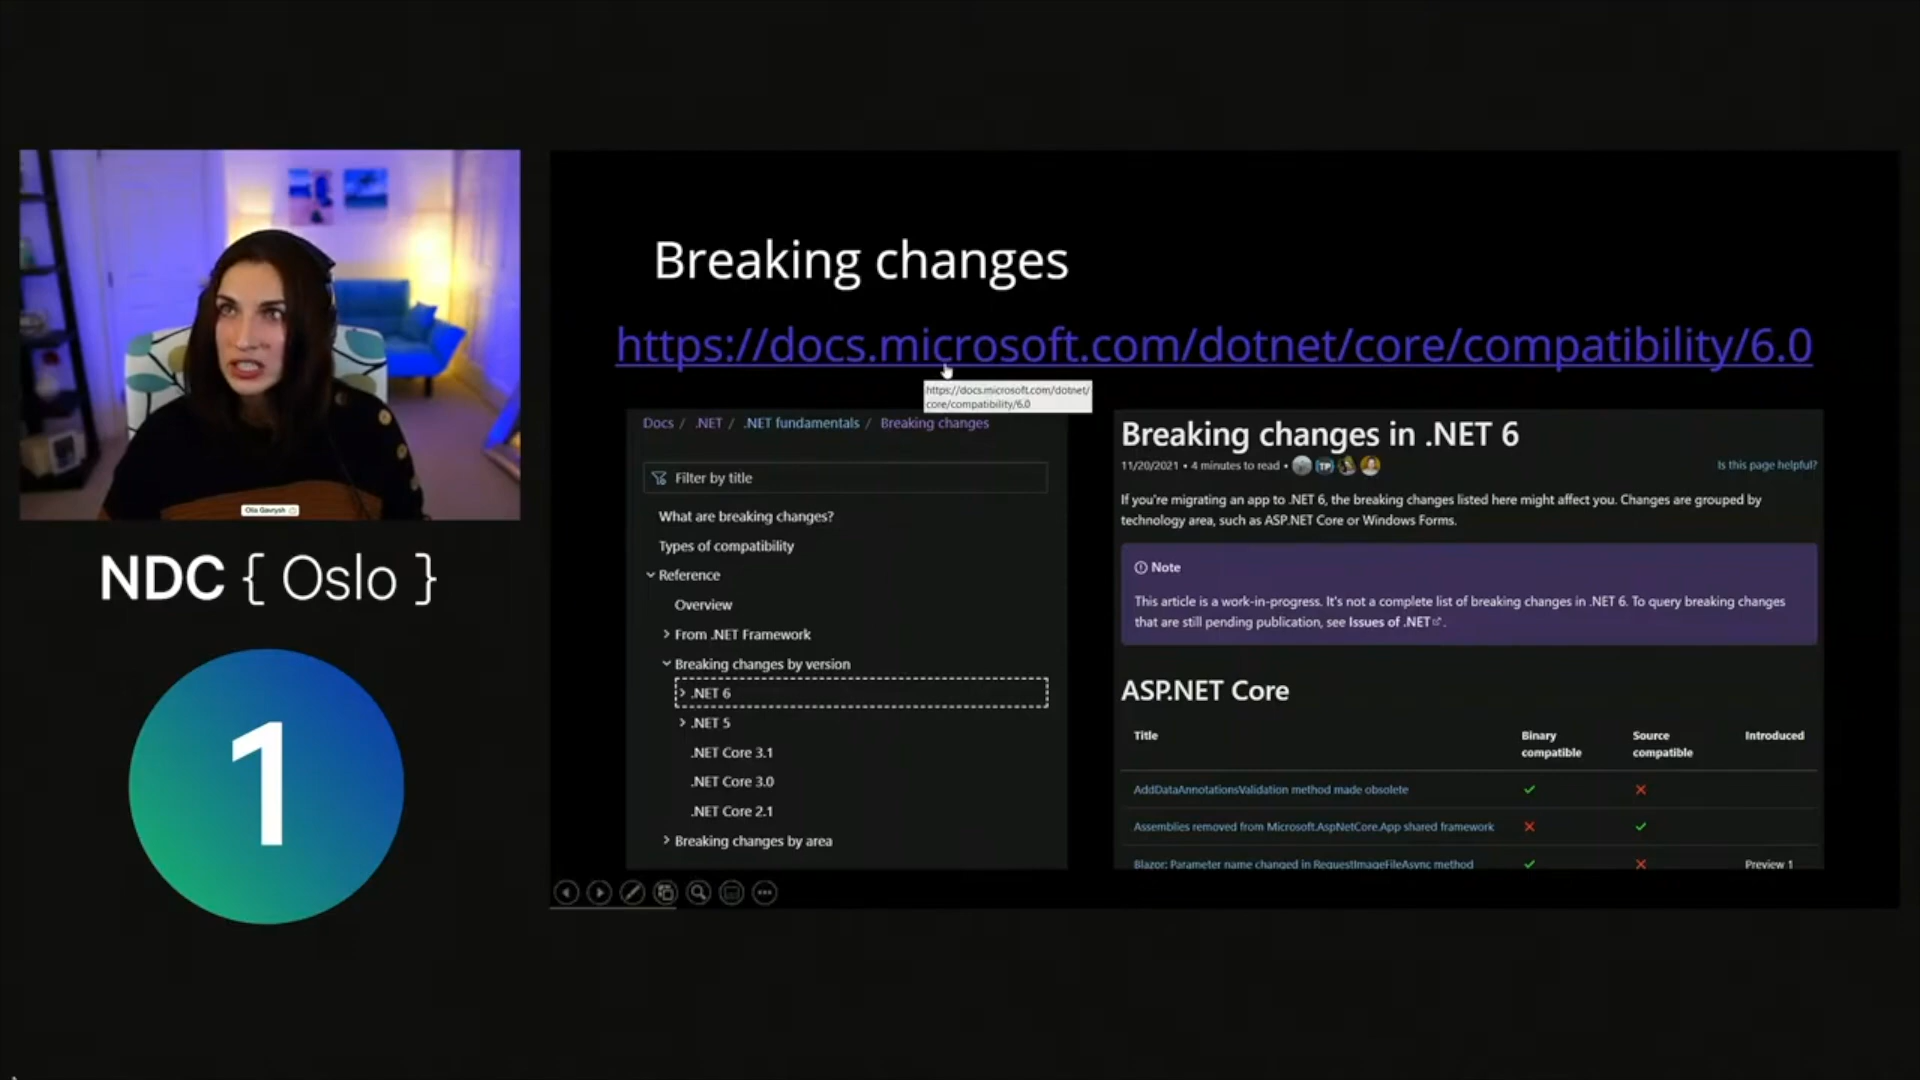 Ola Gavrysh
NDC { Oslo }
1
Breaking changes
https://docs.microsoft.com/dotnet/core/compatibility/6.0
https://docs.microsoft.com/dotnet/
core/compatibility/6.0
Docs / .NET / .NET fundamentals / Breaking changes
Filter by title
What are breaking changes?
Types of compatibility
Reference
Overview
From .NET Framework
Breaking changes by version
.NET 6
.NET 5
.NET Core 3.1
.NET Core 3.0
.NET Core 2.1
Breaking changes by area
Breaking changes in .NET 6
11/20/2021 • 4 minutes to read • TP
Is this page helpful?
If you're migrating an app to .NET 6, the breaking changes listed here might affect you. Changes are grouped by
technology area, such as ASP.NET Core or Windows Forms.
Note
This article is a work-in-progress. It's not a complete list of breaking changes in .NET 6. To query breaking changes
that are still pending publication, see Issues of .NET.
ASP.NET Core
Title Binary compatible Source compatible Introduced
AddDataAnnotationsValidation method made obsolete ✓ ✗
Assemblies removed from Microsoft.AspNetCore.App shared framework ✗ ✓
Blazor: Parameter name changed in RequestImageFileAsync method ✓ ✗ Preview 1